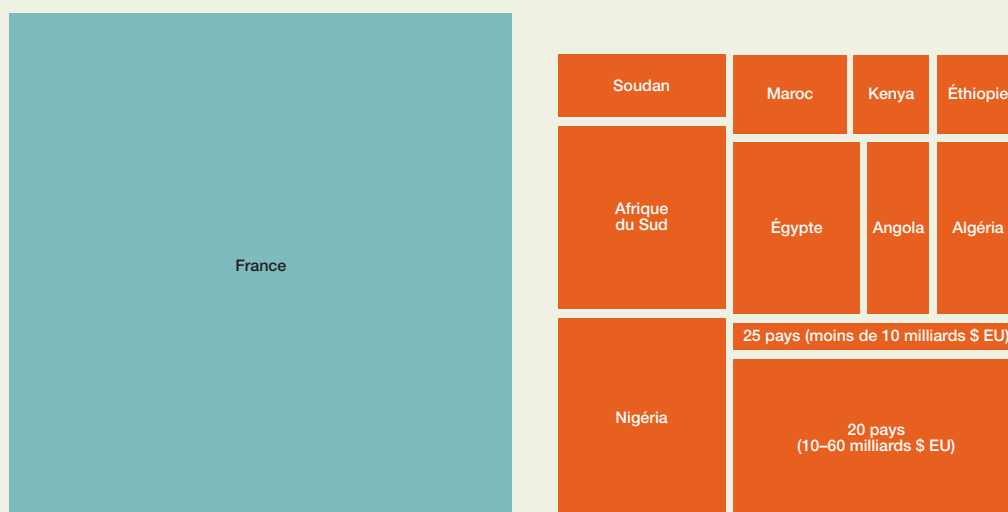 France
Soudan
Maroc
Kenya
Éthiopie
Afrique
du Sud
Égypte
Angola
Algéria
25 pays (moins de 10 milliards $ EU)
Nigéria
20 pays
(10–60 milliards $ EU)